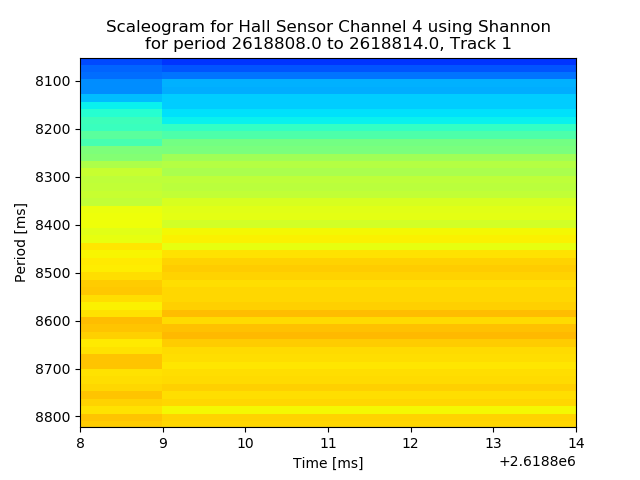 Scaleogram for Hall Sensor Channel 4 using Shannon
for period 2618808.0 to 2618814.0, Track 1
Period [ms]
8100
8200
8300
8400
8500
8600
8700
8800
8 9 10 11 12 13 14
Time [ms]
+2.6188e6